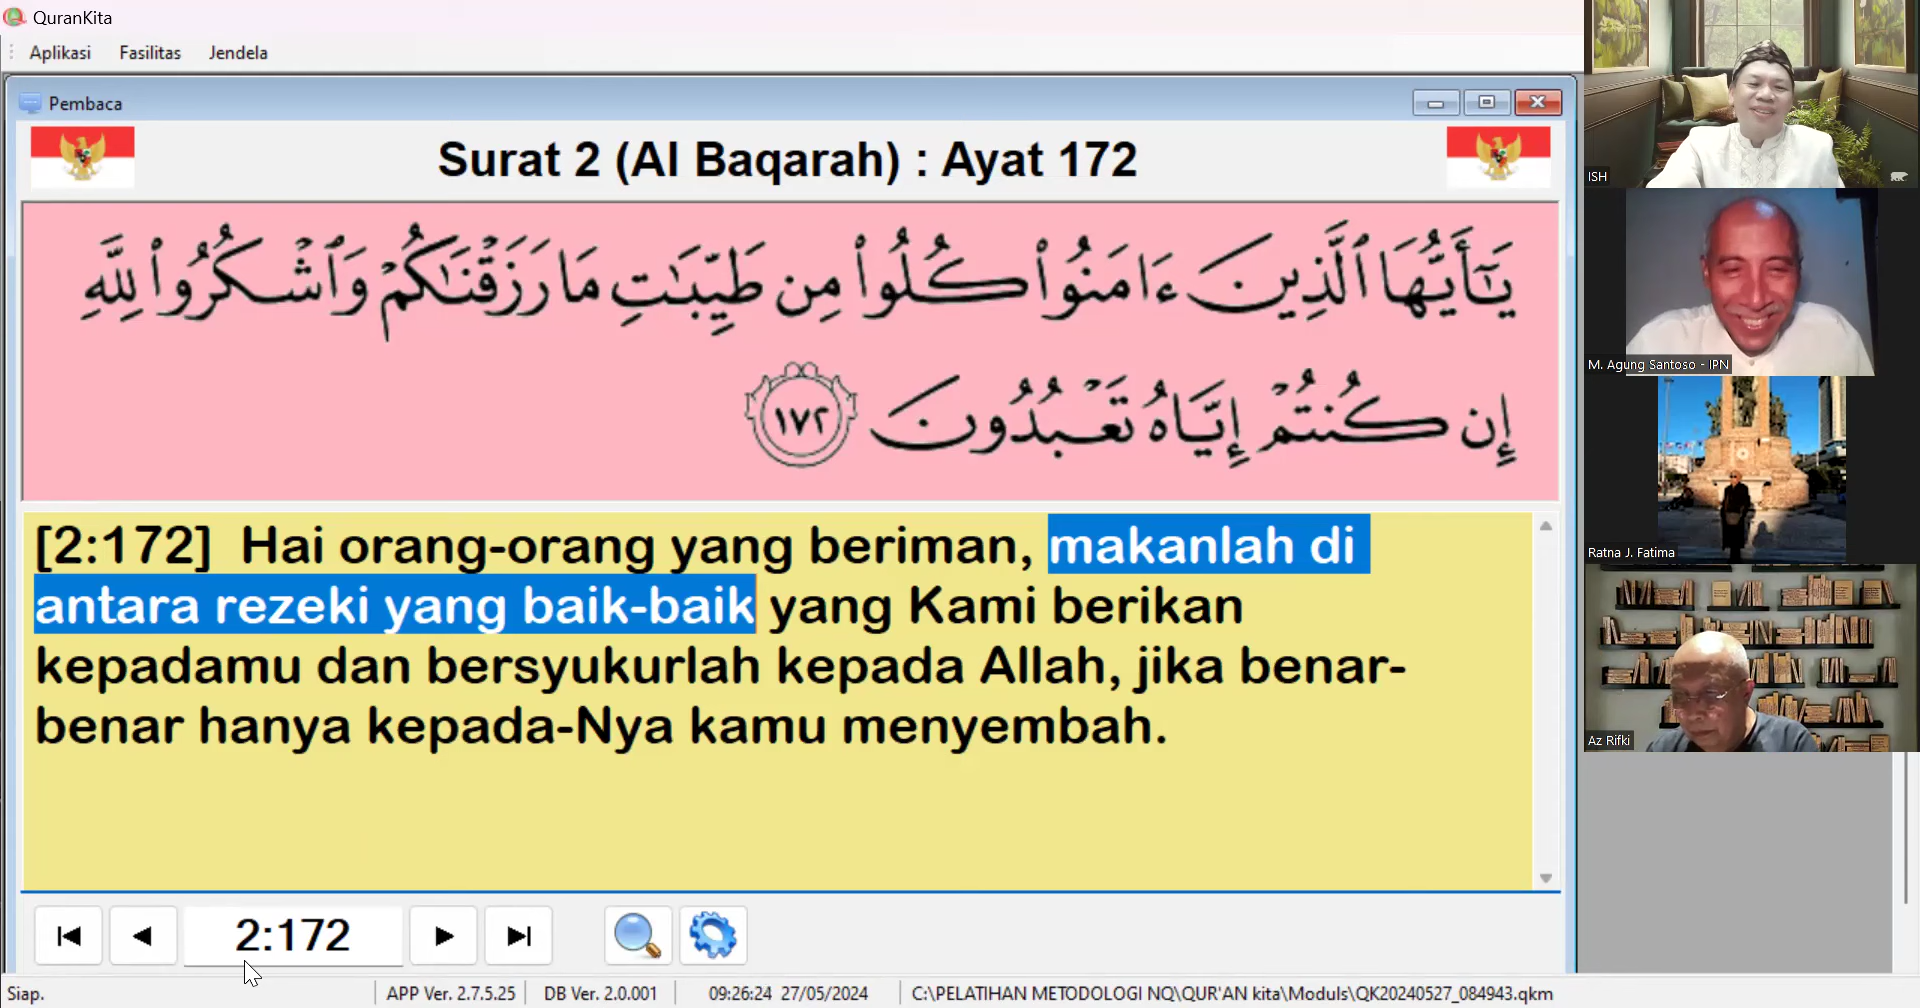 QuranKita
Aplikasi Fasilitas Jendela
Pembaca
Surat 2 (Al Baqarah) : Ayat 172
يَٰٓأَيُّهَا ٱلَّذِينَ ءَامَنُوا۟ كُلُوا۟ مِن طَيِّبَٰتِ مَا رَزَقْنَٰكُمْ وَٱشْكُرُوا۟ لِلَّهِ
إِن كُنتُمْ إِيَّاهُ تَعْبُدُونَ ١٧٢
[2:172] Hai orang-orang yang beriman, makanlah di
antara rezeki yang baik-baik yang Kami berikan
kepadamu dan bersyukurlah kepada Allah, jika benar-
benar hanya kepada-Nya kamu menyembah.
2:172
Siap. APP Ver. 2.7.5.25 DB Ver. 2.0.001 09:26:24 27/05/2024 C:\PELATIHAN METODOLOGI NQ\QUR'AN kita\Moduls\QK20240527_084943.qkm
ISH
M. Agung Santoso - IPN
Ratna J. Fatima
Az Rifki